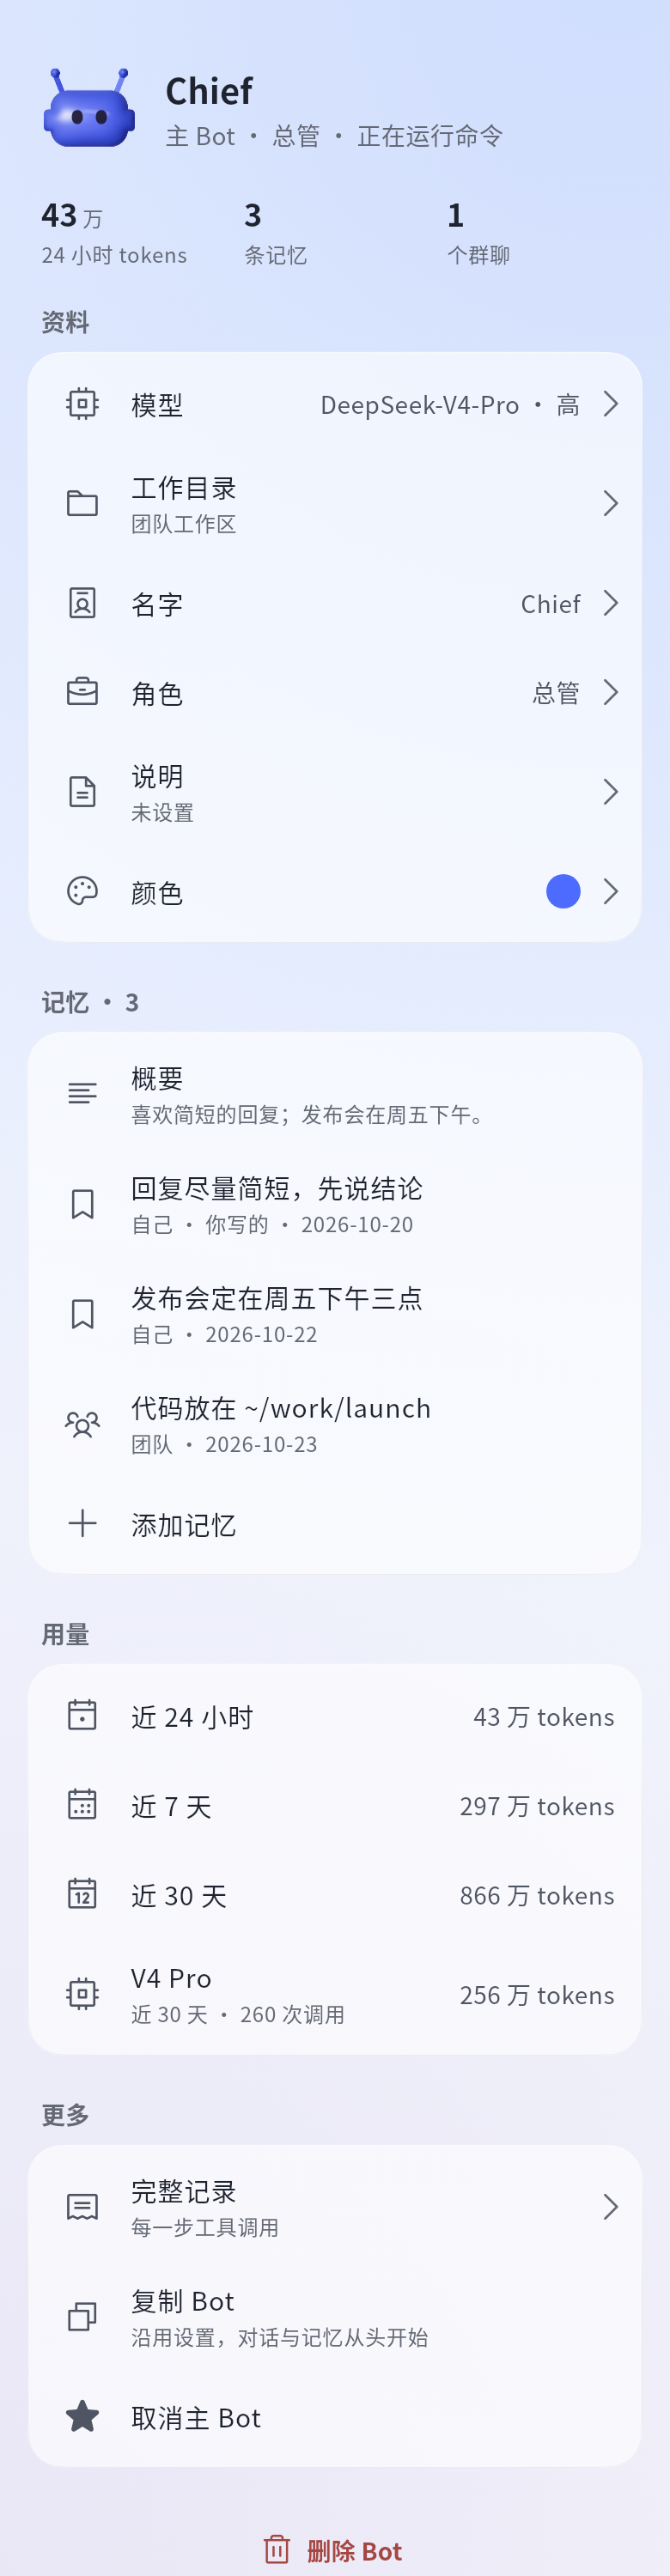 Chief
主 Bot · 总管 · 正在运行命令
43 万
24 小时 tokens
3
条记忆
1
个群聊
资料
模型
DeepSeek-V4-Pro · 高
工作目录
团队工作区
名字
Chief
角色
总管
说明
未设置
颜色
记忆 · 3
概要
喜欢简短的回复；发布会在周五下午。
回复尽量简短，先说结论
自己 · 你写的 · 2026-10-20
发布会定在周五下午三点
自己 · 2026-10-22
代码放在 ~/work/launch
团队 · 2026-10-23
添加记忆
用量
近 24 小时
43 万 tokens
近 7 天
297 万 tokens
12
近 30 天
866 万 tokens
V4 Pro
近 30 天 · 260 次调用
256 万 tokens
更多
完整记录
每一步工具调用
复制 Bot
沿用设置，对话与记忆从头开始
取消主 Bot
删除 Bot